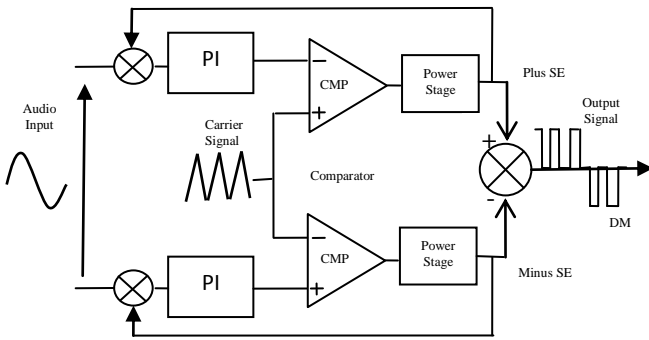 PI
−
CMP
+
Power
Stage
Plus SE
Audio
Input
Carrier
Signal
Comparator
Output
Signal
+
-
DM
PI
−
CMP
+
Power
Stage
Minus SE